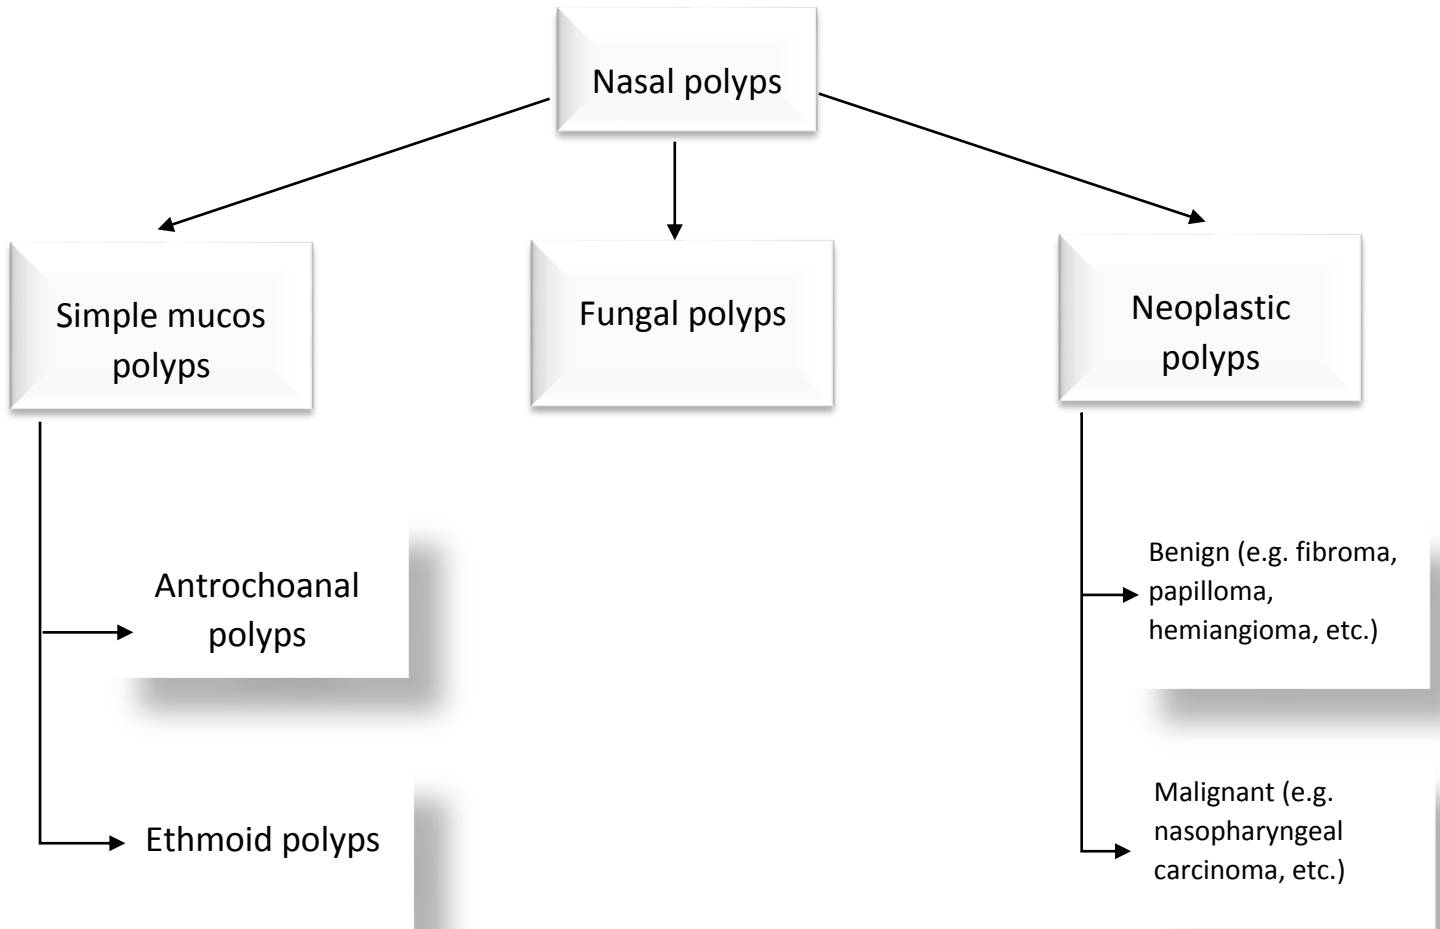 Nasal polyps
Simple mucos
polyps
Fungal polyps
Neoplastic
polyps
Antrochoanal
polyps
Ethmoid polyps
Benign (e.g. fibroma,
papilloma,
hemiangioma, etc.)
Malignant (e.g.
nasopharyngeal
carcinoma, etc.)